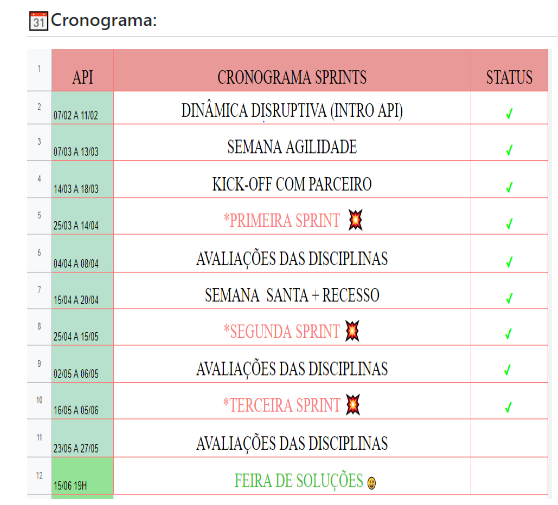 31 Cronograma:
1 API CRONOGRAMA SPRINTS STATUS
2 07/02 A 11/02 DINÂMICA DISRUPTIVA (INTRO API) ✓
3 07/03 A 13/03 SEMANA AGILIDADE ✓
4 14/03 A 18/03 KICK-OFF COM PARCEIRO ✓
5 25/03 A 14/04 *PRIMEIRA SPRINT 💥 ✓
6 04/04 A 08/04 AVALIAÇÕES DAS DISCIPLINAS ✓
7 15/04 A 20/04 SEMANA SANTA + RECESSO ✓
8 25/04 A 15/05 *SEGUNDA SPRINT 💥 ✓
9 02/05 A 06/05 AVALIAÇÕES DAS DISCIPLINAS ✓
10 16/05 A 05/06 *TERCEIRA SPRINT 💥 ✓
11 23/05 A 27/05 AVALIAÇÕES DAS DISCIPLINAS
12 15/06 19H FEIRA DE SOLUÇÕES